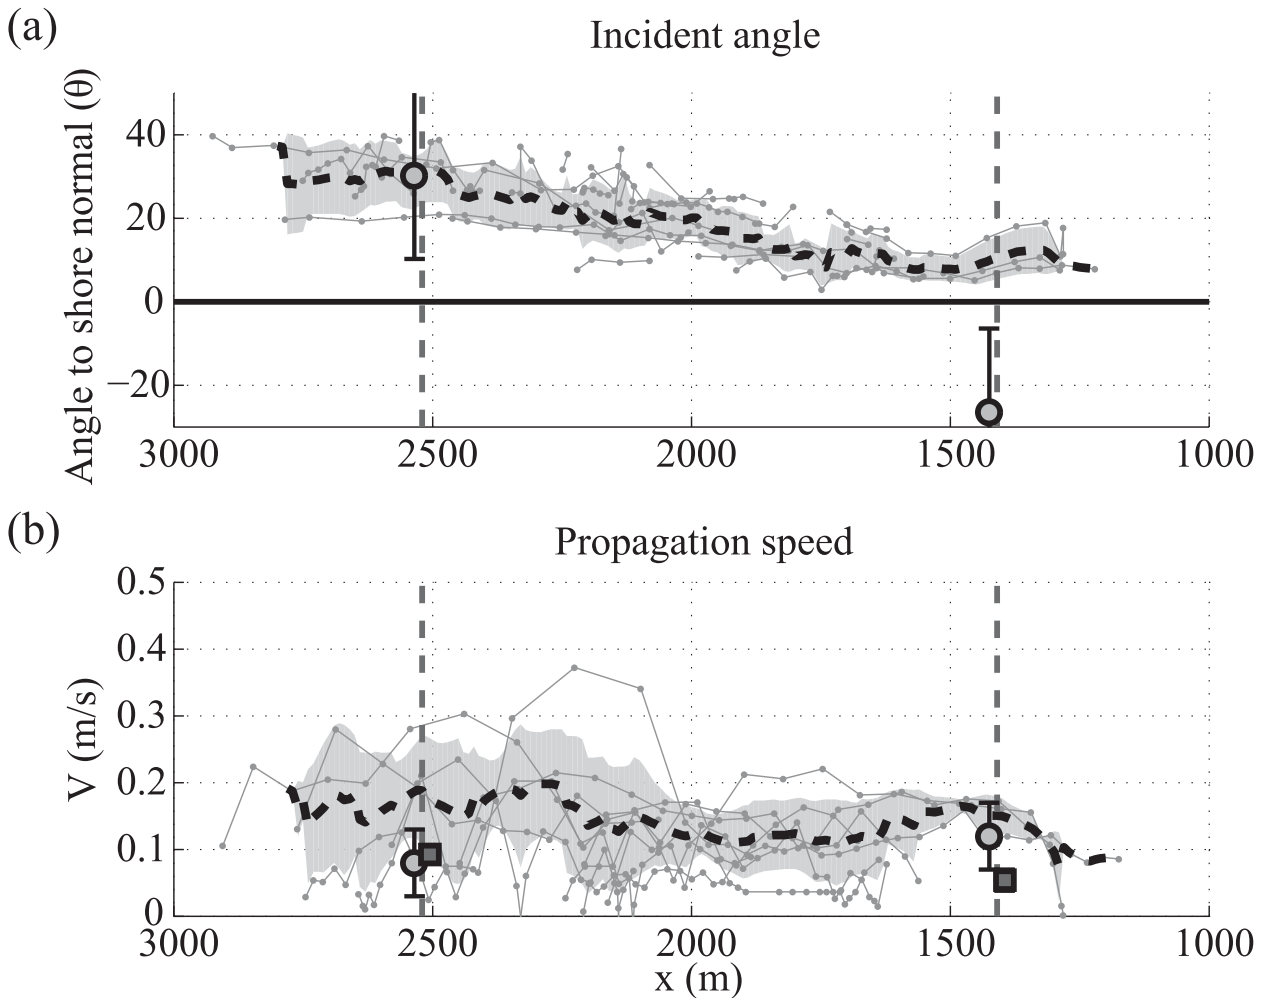 (a)
Incident angle
Angle to shore normal (θ)
40
20
0
−20
3000 2500 2000 1500 1000
(b)
Propagation speed
V (m/s)
0.5
0.4
0.3
0.2
0.1
0
3000 2500 2000 1500 1000
x (m)